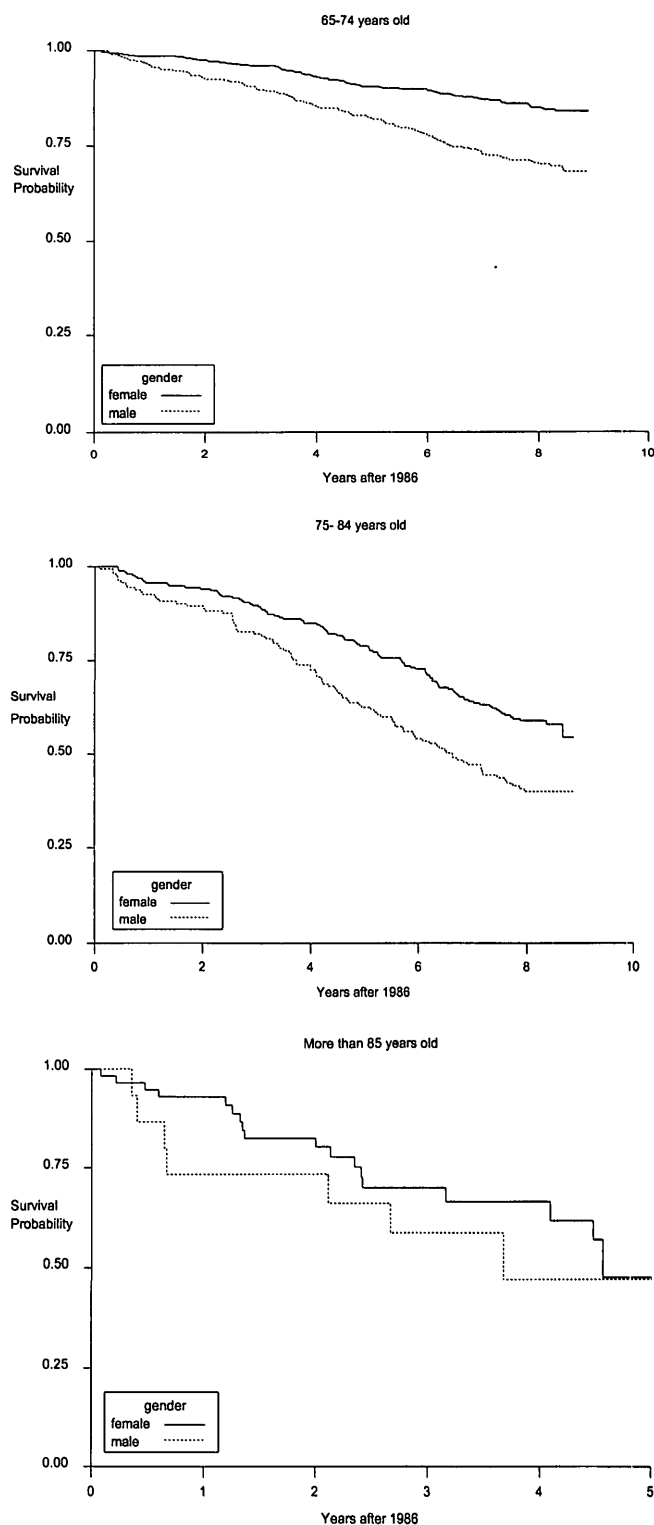 65-74 years old
1.00
0.75
Survival
Probability
0.50
0.25
gender
female
male
0.00
0 2 4 6 8 10
Years after 1986
75- 84 years old
1.00
0.75
Survival
Probability
0.50
0.25
gender
female
male
0.00
0 2 4 6 8 10
Years after 1986
More than 85 years old
1.00
0.75
Survival
Probability
0.50
0.25
gender
female
male
0.00
0 1 2 3 4 5
Years after 1986